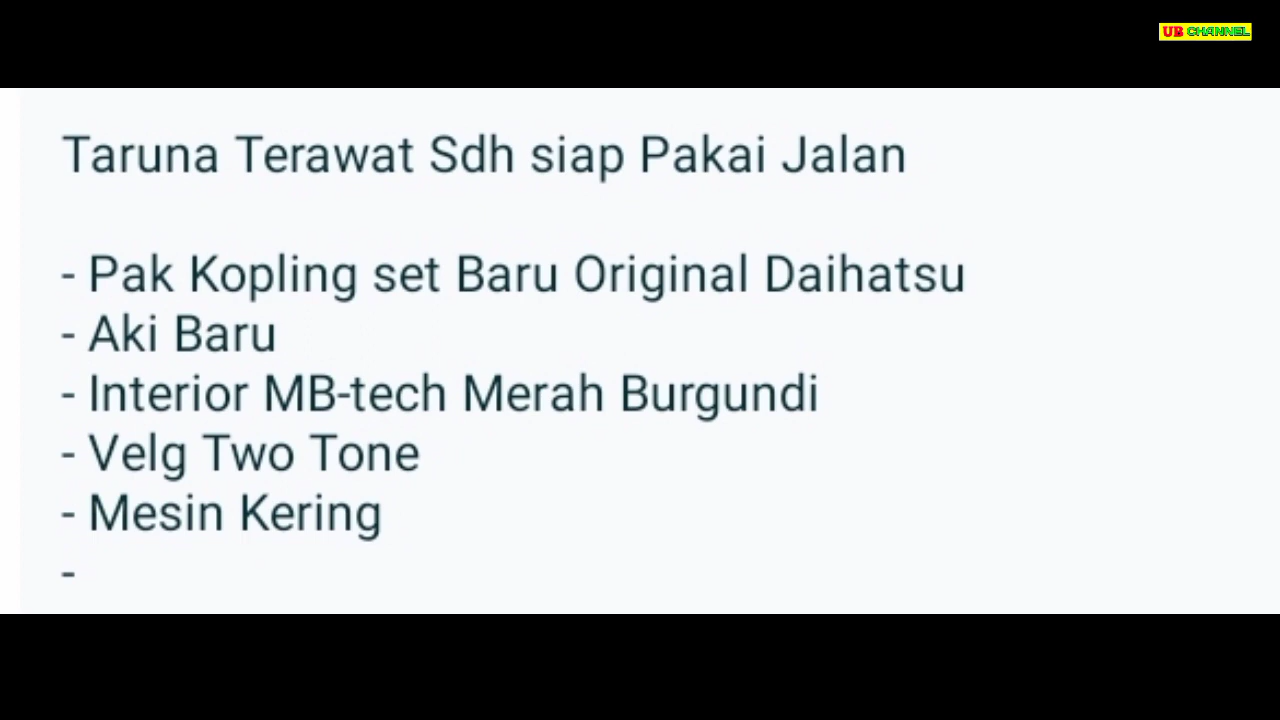 UB CHANNEL
Taruna Terawat Sdh siap Pakai Jalan
- Pak Kopling set Baru Original Daihatsu
- Aki Baru
- Interior MB-tech Merah Burgundi
- Velg Two Tone
- Mesin Kering
-